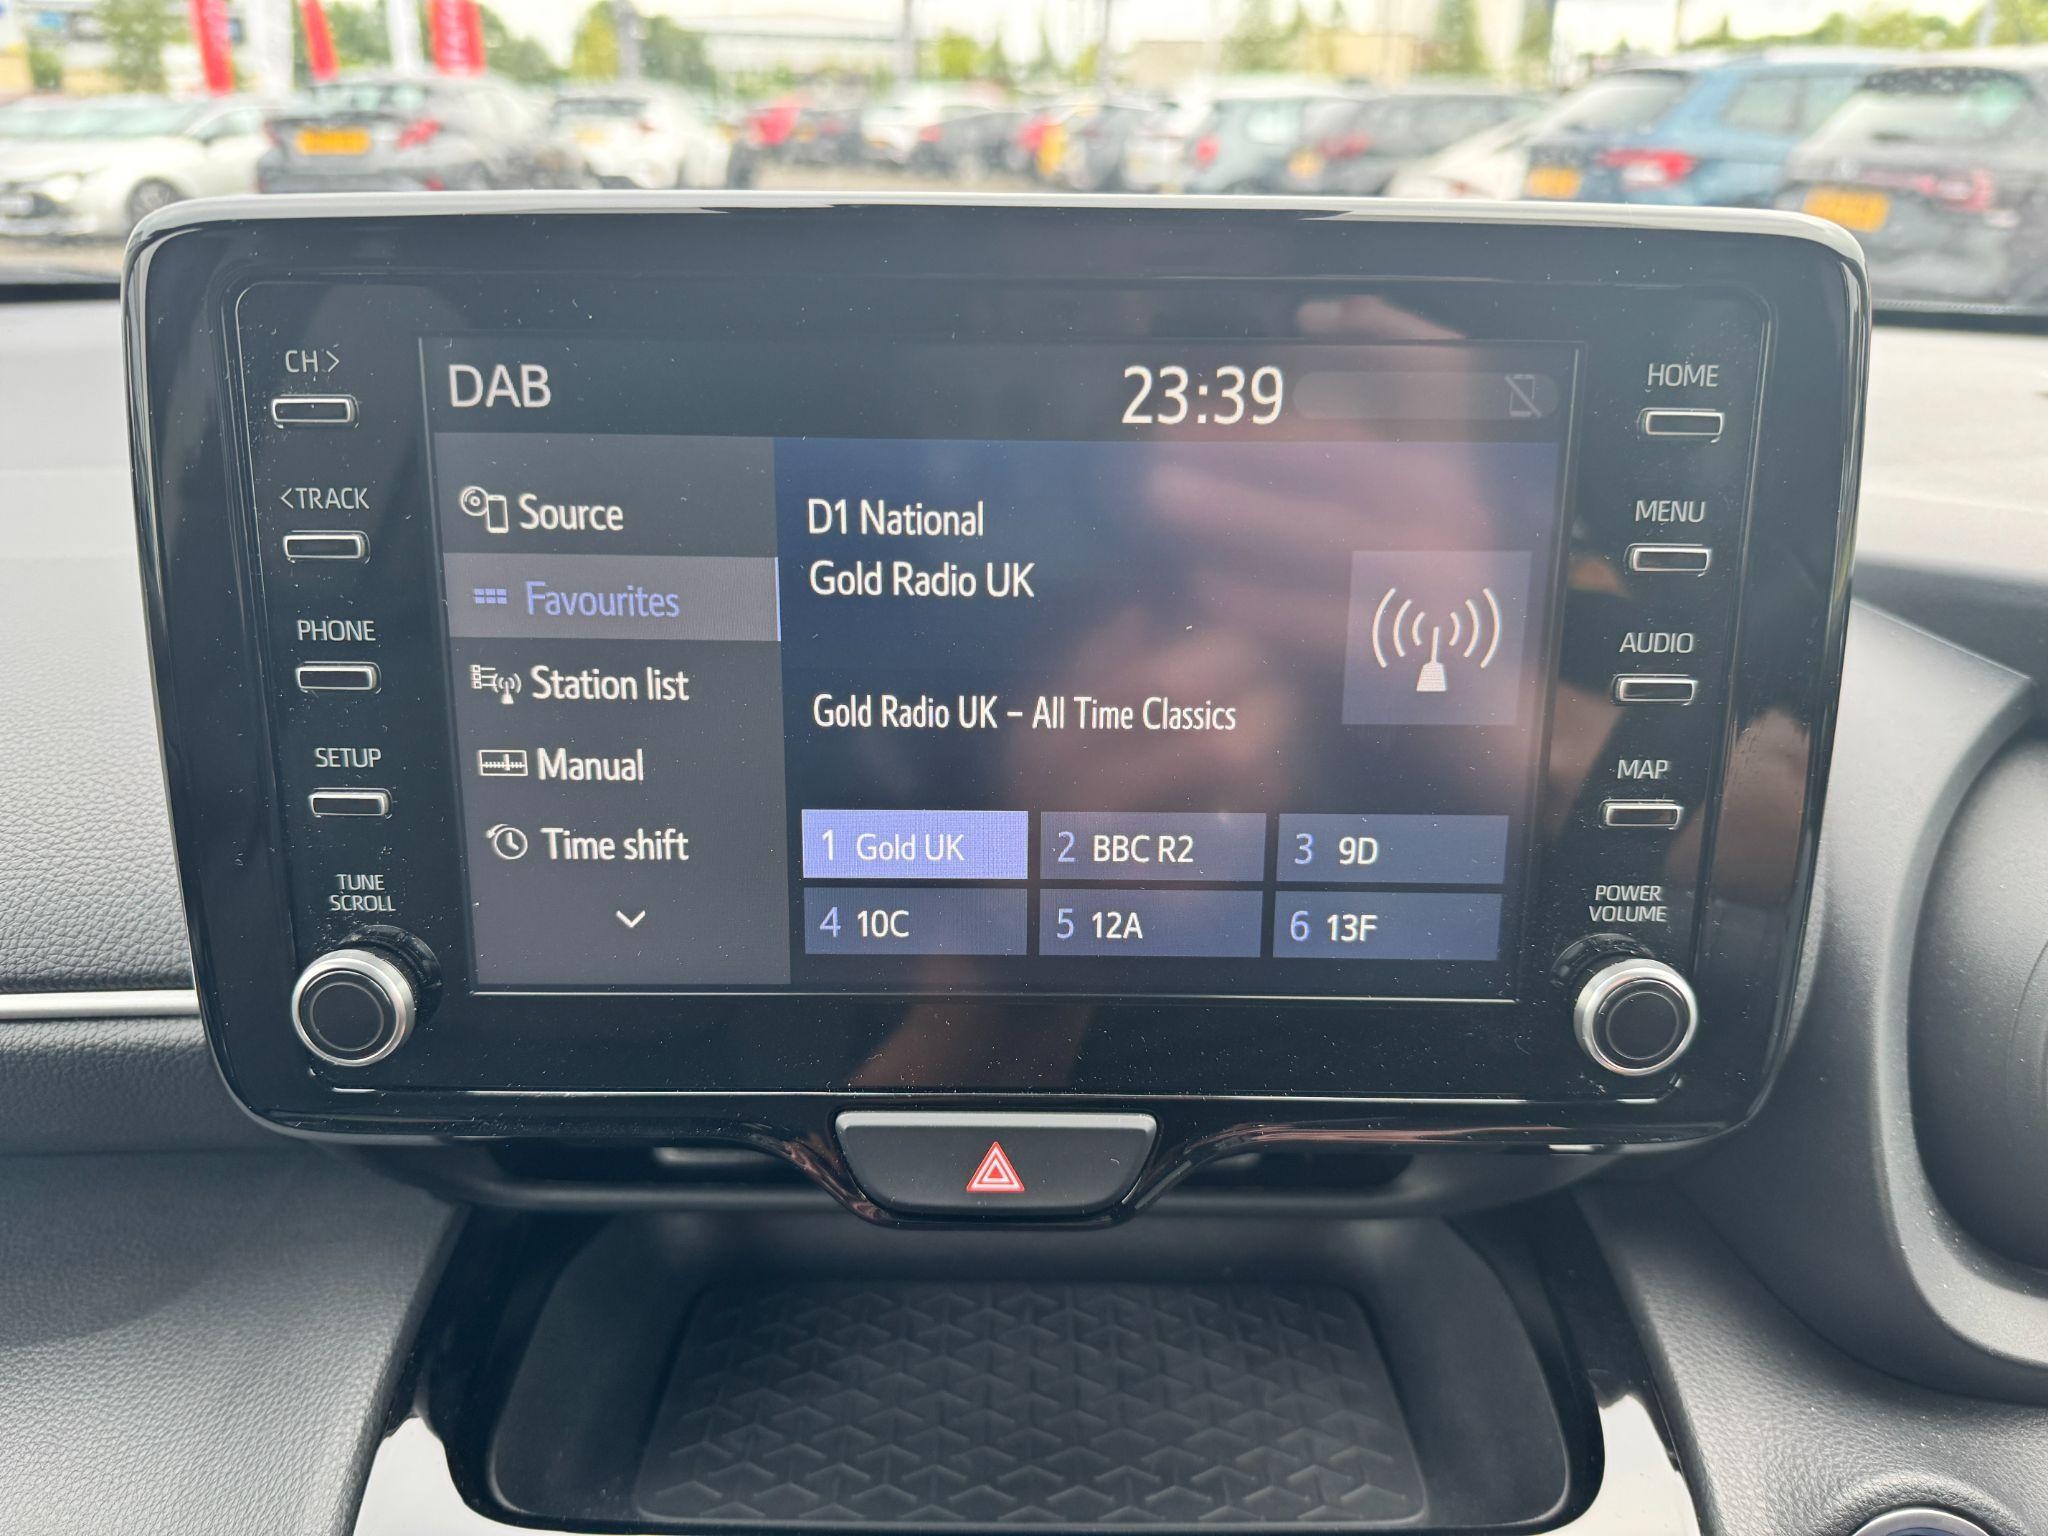 CH>
<TRACK
PHONE
SETUP
TUNE
SCROLL
DAB
23:39
Source
Favourites
Station list
Manual
Time shift
D1 National
Gold Radio UK
Gold Radio UK – All Time Classics
1 Gold UK
2 BBC R2
3 9D
4 10C
5 12A
6 13F
HOME
MENU
AUDIO
MAP
POWER
VOLUME